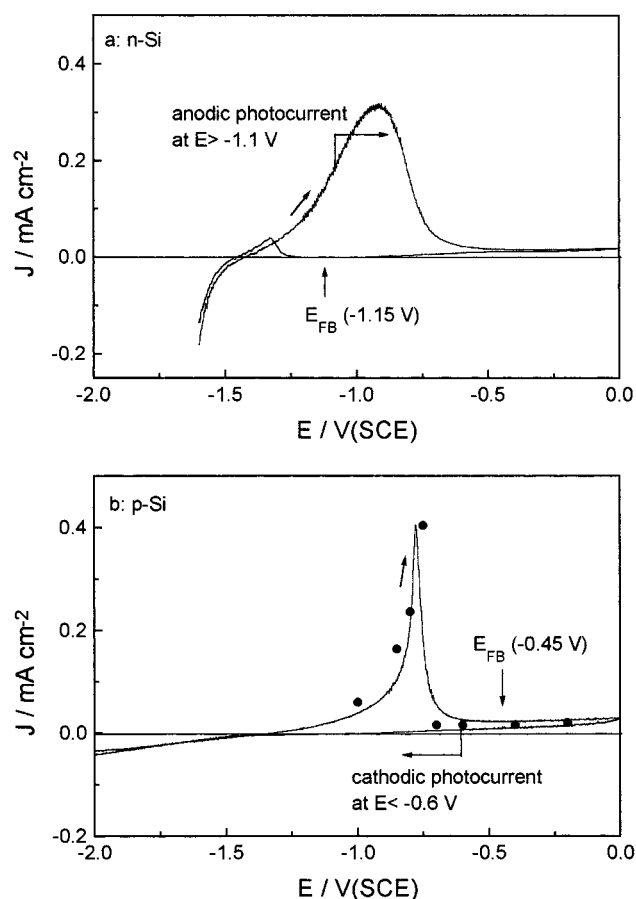 a: n-Si
0.4
anodic photocurrent
at E> -1.1 V
0.2
J / mA cm-2
0.0
EFB (-1.15 V)
-0.2
-2.0 -1.5 -1.0 -0.5 0.0
E / V(SCE)
b: p-Si
0.4
EFB (-0.45 V)
0.2
J / mA cm-2
0.0
cathodic photocurrent
at E< -0.6 V
-0.2
-2.0 -1.5 -1.0 -0.5 0.0
E / V(SCE)